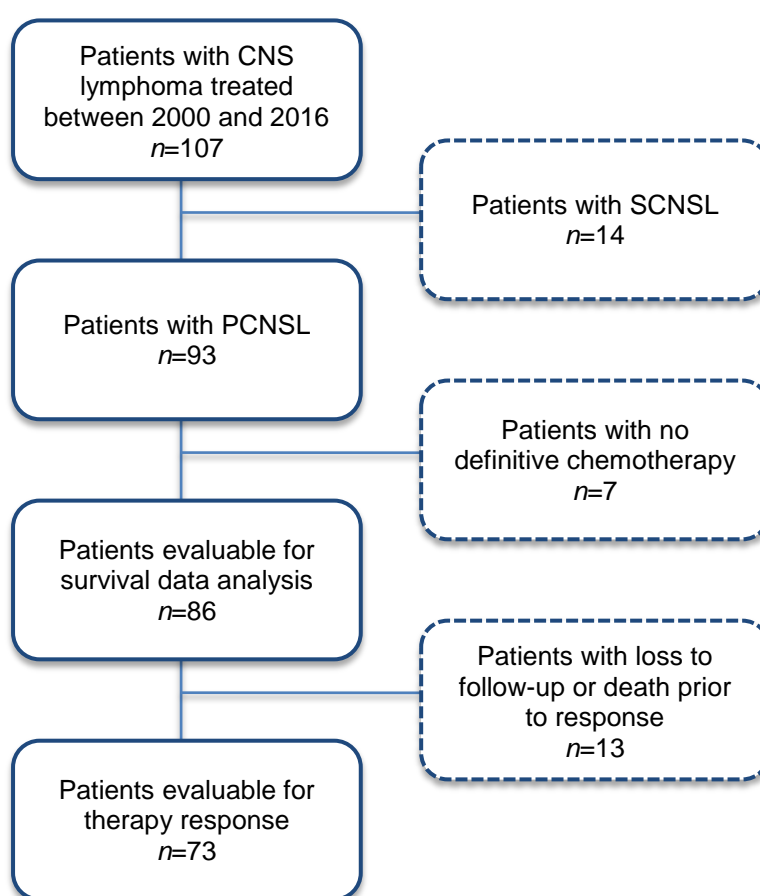 Patients with CNS
lymphoma treated
between 2000 and 2016
n=107
Patients with SCNSL
n=14
Patients with PCNSL
n=93
Patients with no
definitive chemotherapy
n=7
Patients evaluable for
survival data analysis
n=86
Patients with loss to
follow-up or death prior
to response
n=13
Patients evaluable for
therapy response
n=73